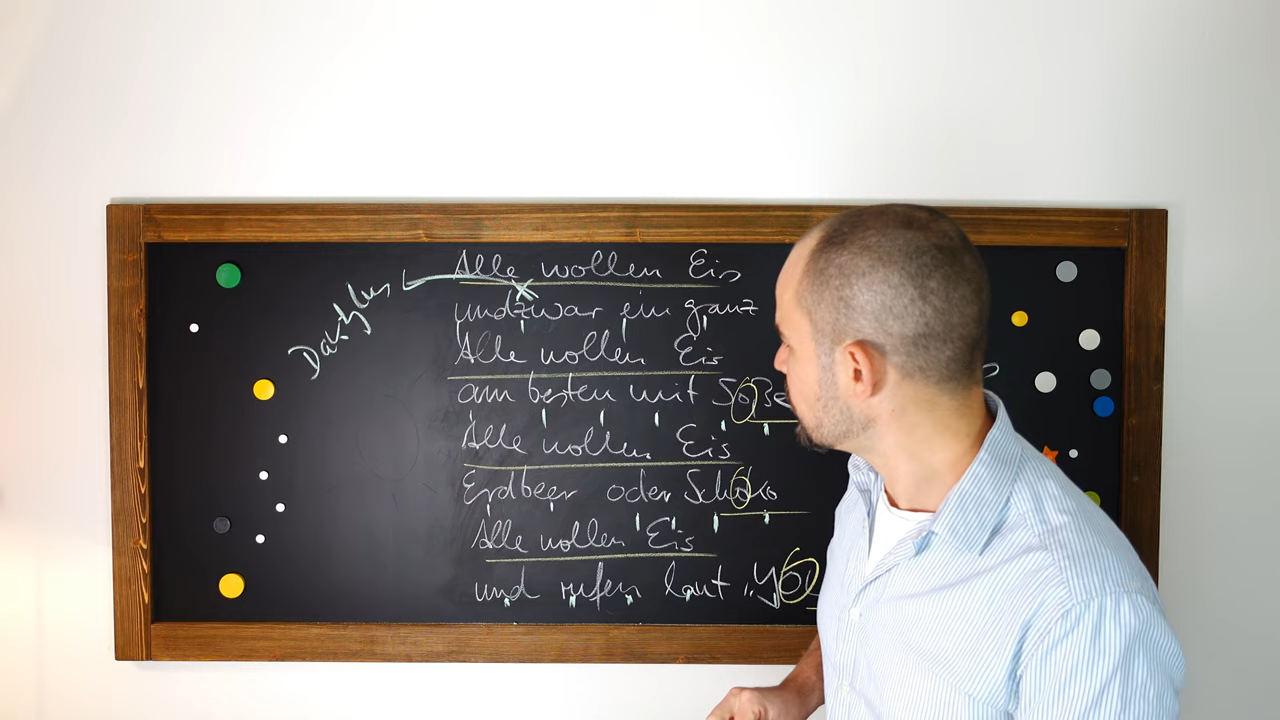 Alle wollen Eis
und zwar ein ganz
Alle wollen Eis
am besten mit Soße
Alle wollen Eis
Erdbeer oder Schoko
Alle wollen Eis
und rufen laut